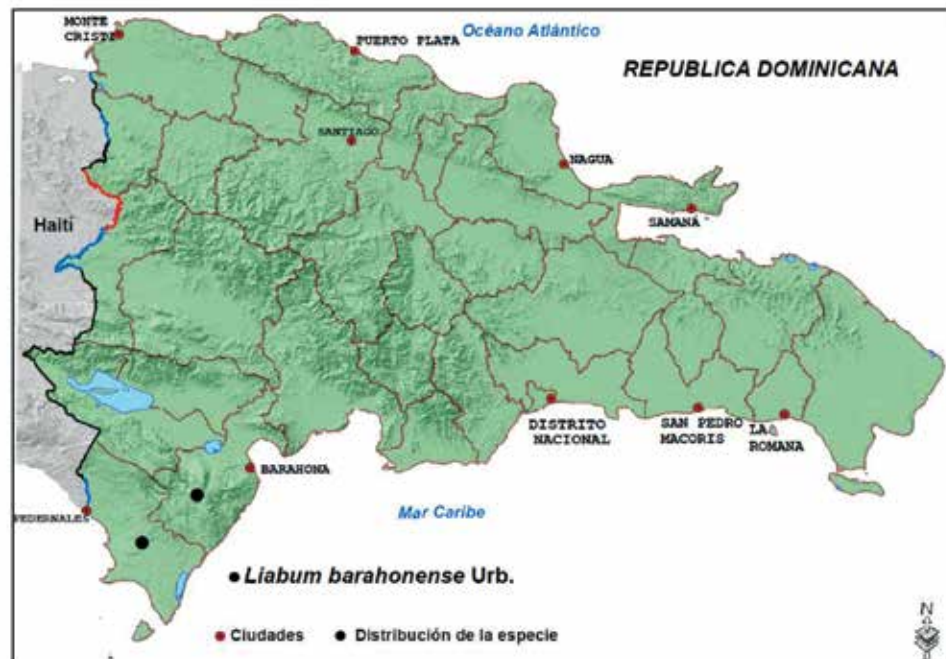 MONTE
CRISTI
PUERTO PLATA
Océano Atlántico
REPUBLICA DOMINICANA
SANTIAGO
NAGUA
Haití
SAMANÁ
DISTRITO
NACIONAL
SAN PEDRO
MACORIS
LA
ROMANA
BARAHONA
PEDERNALES
Mar Caribe
Liabum barahonense Urb.
Ciudades
Distribución de la especie
N